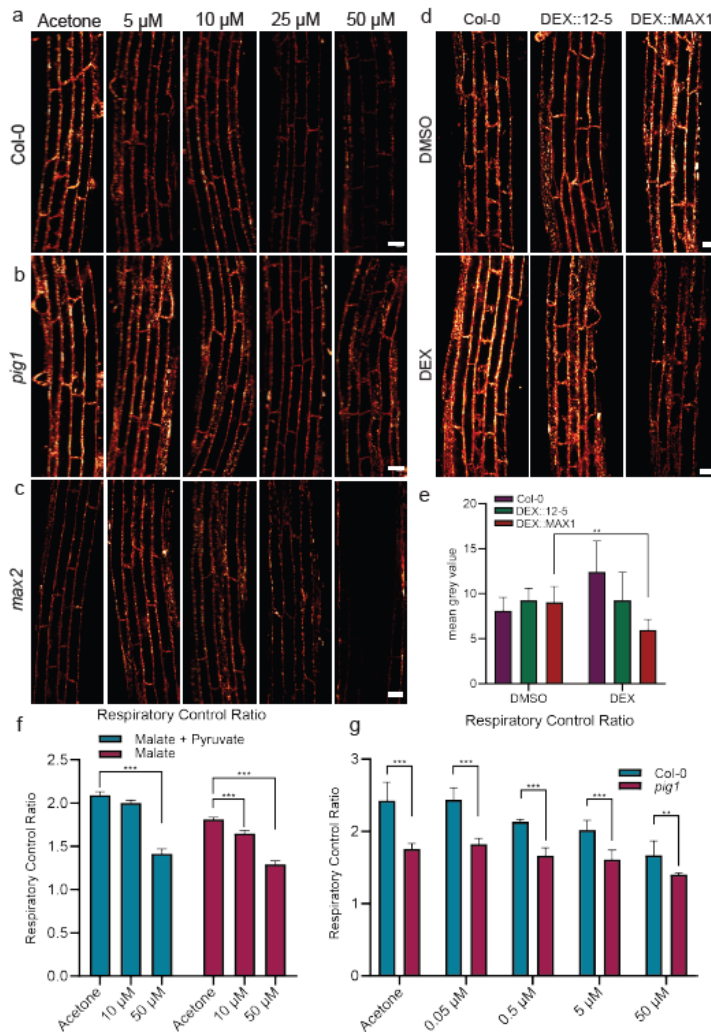 a
Acetone
5 µM
10 µM
25 µM
50 µM
Col-0
b
pig1
c
max2
d
Col-0
DEX::12-5
DEX::MAX1
DMSO
DEX
e
Col-0
DEX::12-5
DEX::MAX1
**
mean grey value
20
15
10
5
0
DMSO
DEX
f
Respiratory Control Ratio
Malate + Pyruvate
Malate
***
***
***
Respiratory Control Ratio
2.5
2.0
1.5
1.0
0.5
0.0
Acetone
10 µM
50 µM
Acetone
10 µM
50 µM
g
Respiratory Control Ratio
Col-0
pig1
***
***
***
***
**
Respiratory Control Ratio
3
2
1
0
Acetone
0.05 µM
0.5 µM
5 µM
50 µM